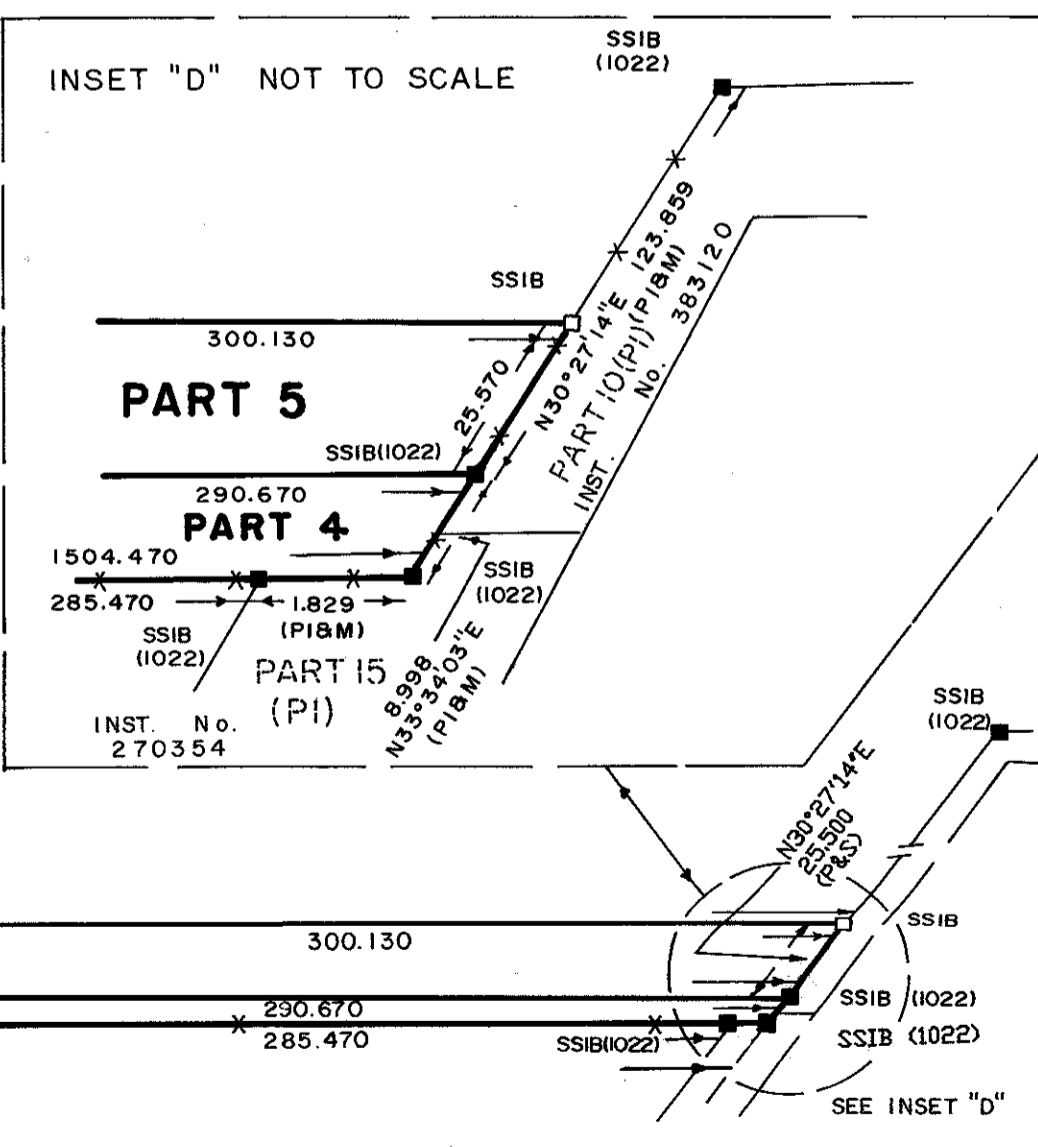 INSET "D" NOT TO SCALE
SSIB
(1022)
123.859
N30°27'14"E
(PI&M)
PART 10 (PI)
INST. No. 383120
SSIB
300.130
25.570
PART 5
SSIB(1022)
290.670
PART 4
1504.470
285.470
1.829
(PI&M)
SSIB
(1022)
SSIB
(1022)
PART 15
(PI)
8.998
N33°34'03"E
(PI&M)
INST. No.
270354
SSIB
(1022)
N30°27'14"E
25.500
(P&S)
SSIB
300.130
290.670
SSIB (1022)
285.470
SSIB(1022)
SSIB (1022)
SEE INSET "D"